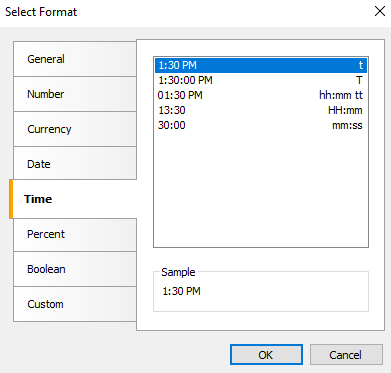 Select Format
General
Number
Currency
Date
Time
Percent
Boolean
Custom
1:30 PM t
1:30:00 PM T
01:30 PM hh:mm tt
13:30 HH:mm
30:00 mm:ss
Sample
1:30 PM
OK
Cancel